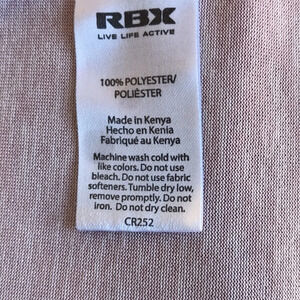 RBX
LIVE LIFE ACTIVE
100% POLYESTER/
POLIÈSTER
Made in Kenya
Hecho en Kenia
Fabriqué au Kenya
Machine wash cold with
like colors. Do not use
bleach. Do not use fabric
softeners. Tumble dry low,
remove promptly. Do not
iron. Do not dry clean.
CR252